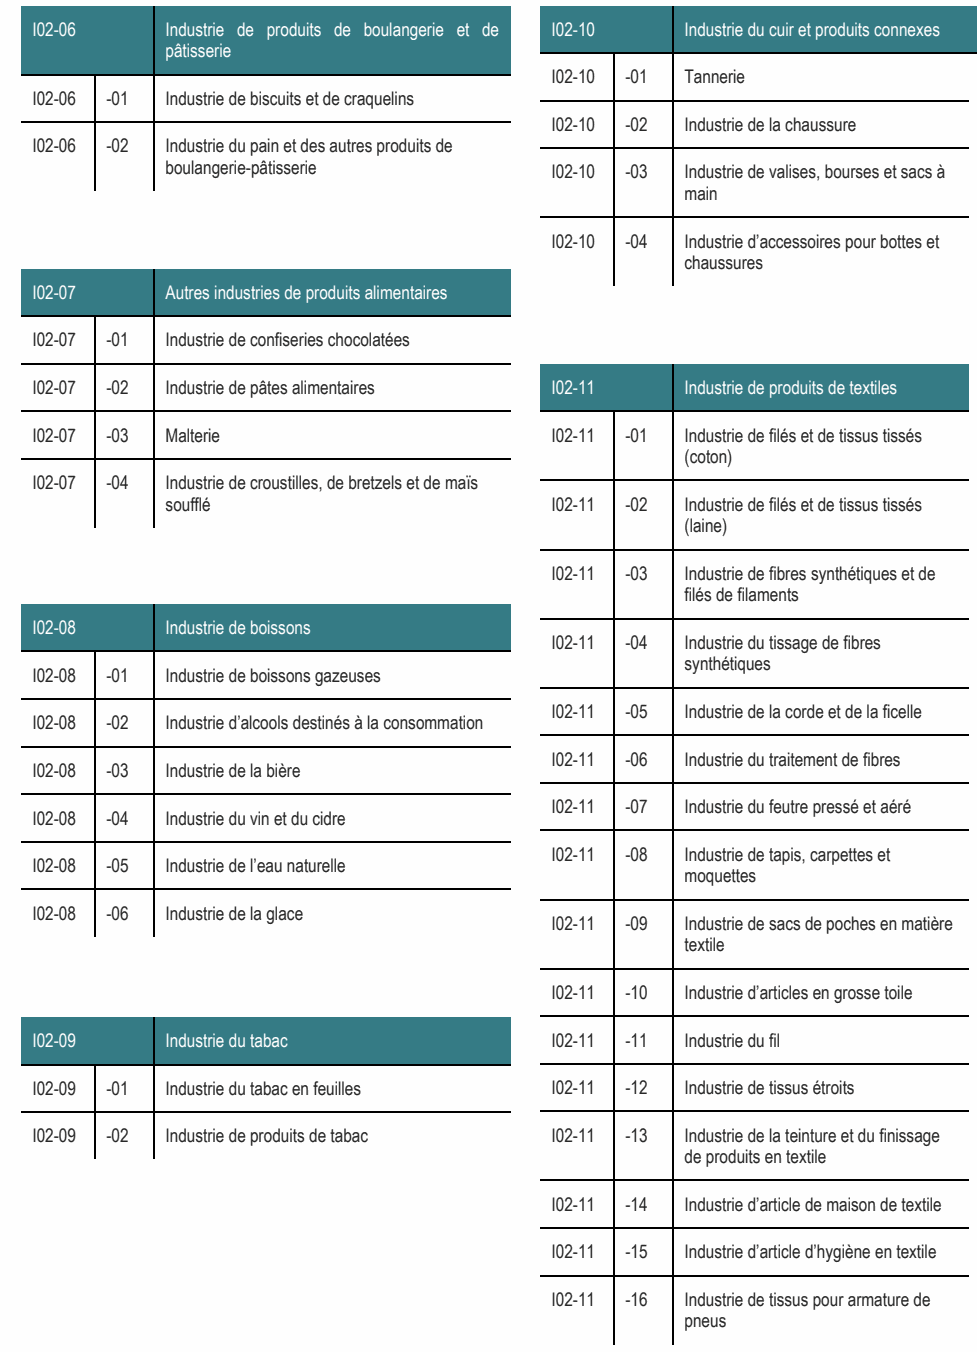 I02-06 Industrie de produits de boulangerie et de
pâtisserie
I02-06 -01 Industrie de biscuits et de craquelins
I02-06 -02 Industrie du pain et des autres produits de
boulangerie-pâtisserie
I02-07 Autres industries de produits alimentaires
I02-07 -01 Industrie de confiseries chocolatées
I02-07 -02 Industrie de pâtes alimentaires
I02-07 -03 Malterie
I02-07 -04 Industrie de croustilles, de bretzels et de maïs
soufflé
I02-08 Industrie de boissons
I02-08 -01 Industrie de boissons gazeuses
I02-08 -02 Industrie d’alcools destinés à la consommation
I02-08 -03 Industrie de la bière
I02-08 -04 Industrie du vin et du cidre
I02-08 -05 Industrie de l’eau naturelle
I02-08 -06 Industrie de la glace
I02-09 Industrie du tabac
I02-09 -01 Industrie du tabac en feuilles
I02-09 -02 Industrie de produits de tabac
I02-10 Industrie du cuir et produits connexes
I02-10 -01 Tannerie
I02-10 -02 Industrie de la chaussure
I02-10 -03 Industrie de valises, bourses et sacs à
main
I02-10 -04 Industrie d’accessoires pour bottes et
chaussures
I02-11 Industrie de produits de textiles
I02-11 -01 Industrie de filés et de tissus tissés
(coton)
I02-11 -02 Industrie de filés et de tissus tissés
(laine)
I02-11 -03 Industrie de fibres synthétiques et de
filés de filaments
I02-11 -04 Industrie du tissage de fibres
synthétiques
I02-11 -05 Industrie de la corde et de la ficelle
I02-11 -06 Industrie du traitement de fibres
I02-11 -07 Industrie du feutre pressé et aéré
I02-11 -08 Industrie de tapis, carpettes et
moquettes
I02-11 -09 Industrie de sacs de poches en matière
textile
I02-11 -10 Industrie d’articles en grosse toile
I02-11 -11 Industrie du fil
I02-11 -12 Industrie de tissus étroits
I02-11 -13 Industrie de la teinture et du finissage
de produits en textile
I02-11 -14 Industrie d’article de maison de textile
I02-11 -15 Industrie d’article d’hygiène en textile
I02-11 -16 Industrie de tissus pour armature de
pneus